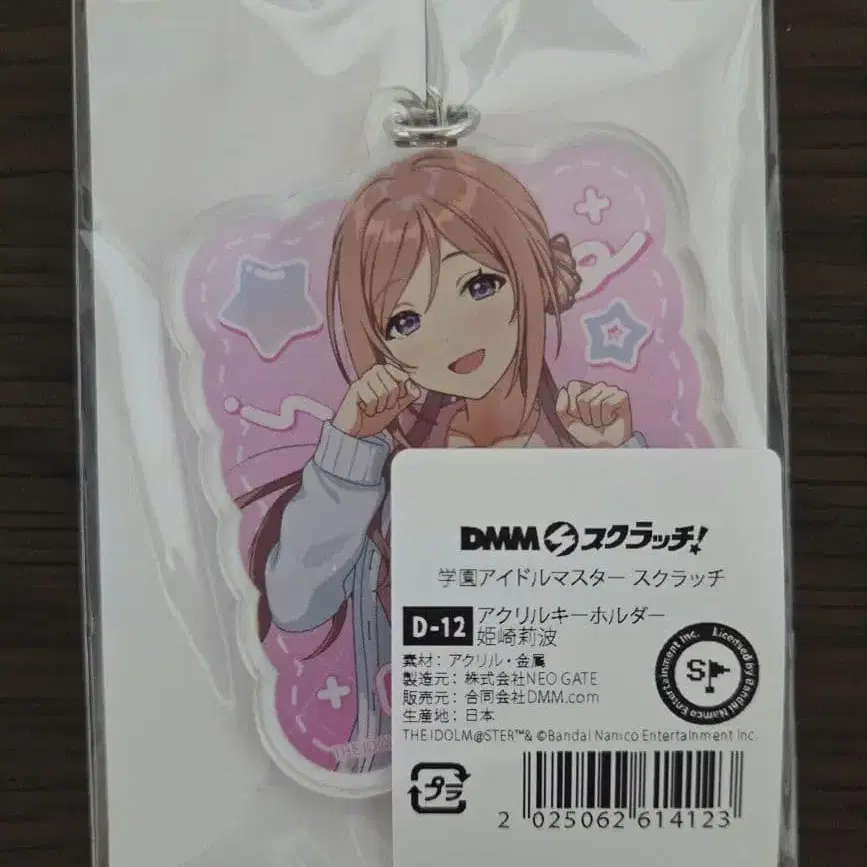 DMM スクラッチ!
学園アイドルマスター スクラッチ
D-12 アクリルキーホルダー
姫崎莉波
素材：アクリル・金属
製造元：株式会社NEO GATE
販売元：合同会社DMM.com
生産地：日本
THE IDOLM@STER™& ©Bandai Namco Entertainment Inc.
Licensed by Bandai Namco Entertainment Inc.
S
プラ
2 025062 614123
THE IDO